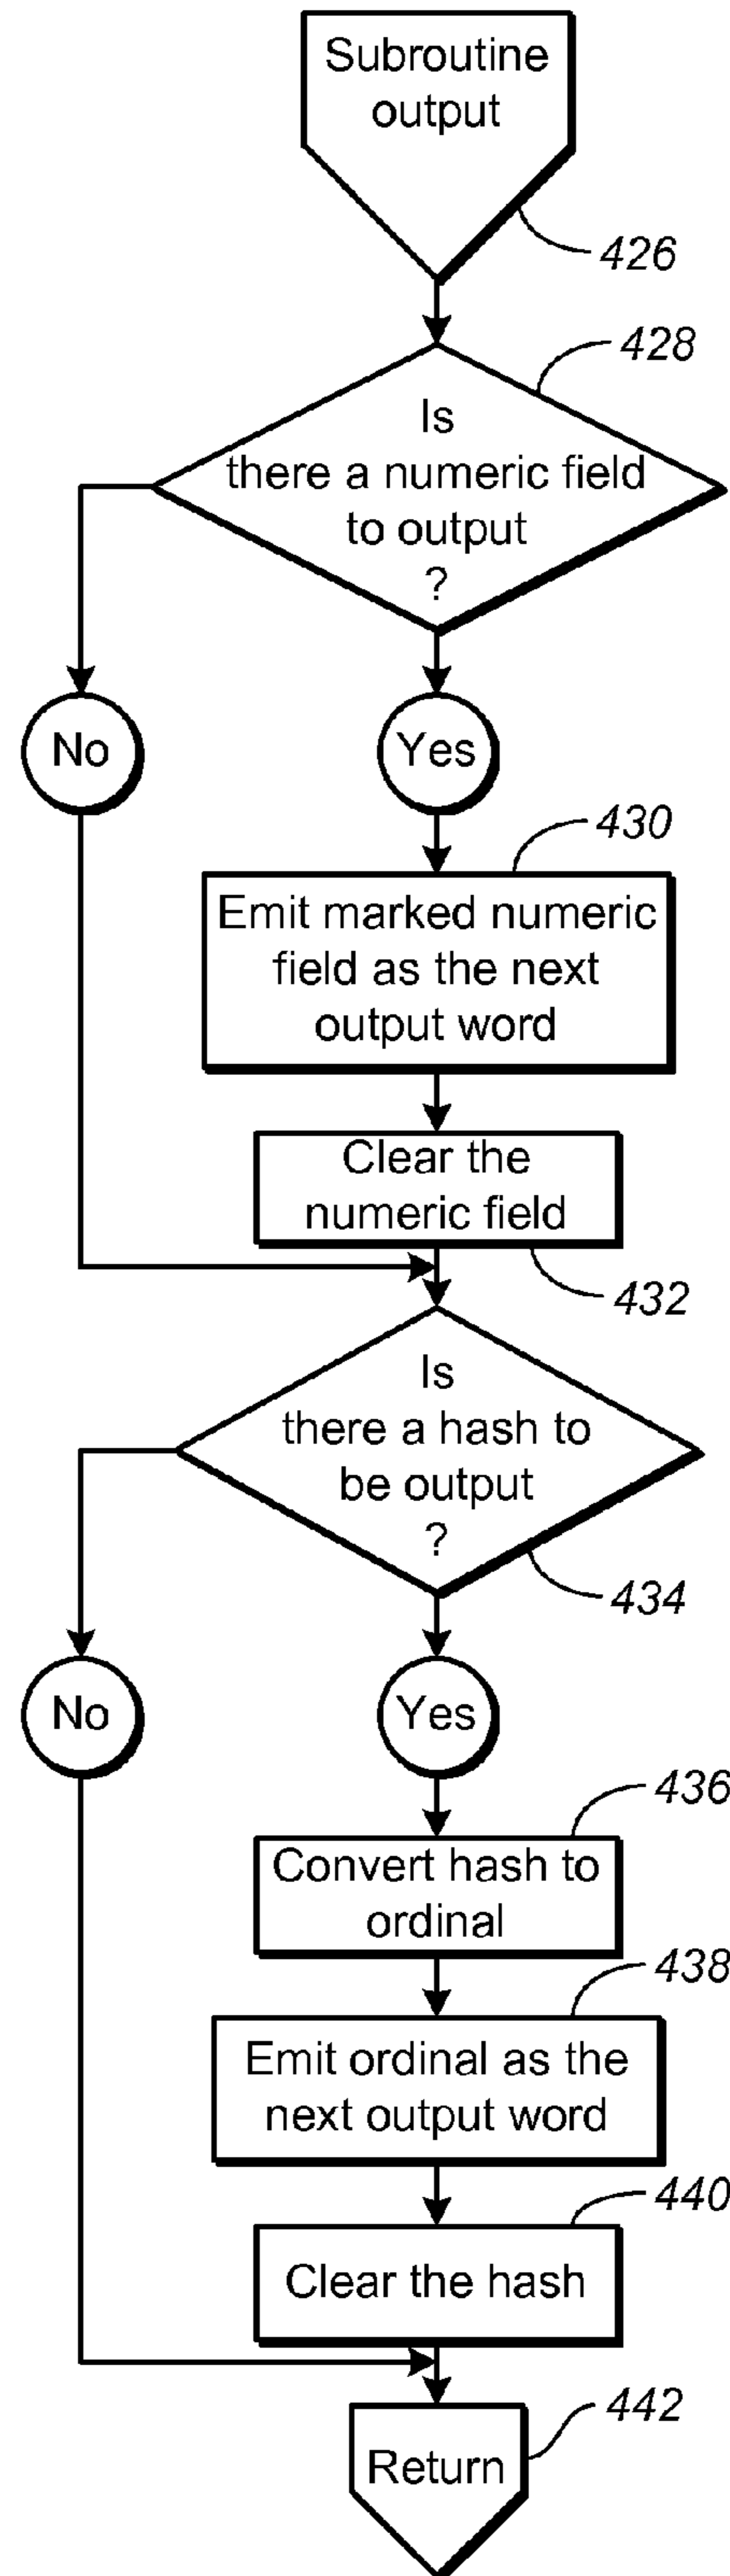 Subroutine
output
426
428
Is
there a numeric field
to output
?
No
Yes
430
Emit marked numeric
field as the next
output word
Clear the
numeric field
432
Is
there a hash to
be output
?
434
No
Yes
436
Convert hash to
ordinal
438
Emit ordinal as the
next output word
440
Clear the hash
442
Return